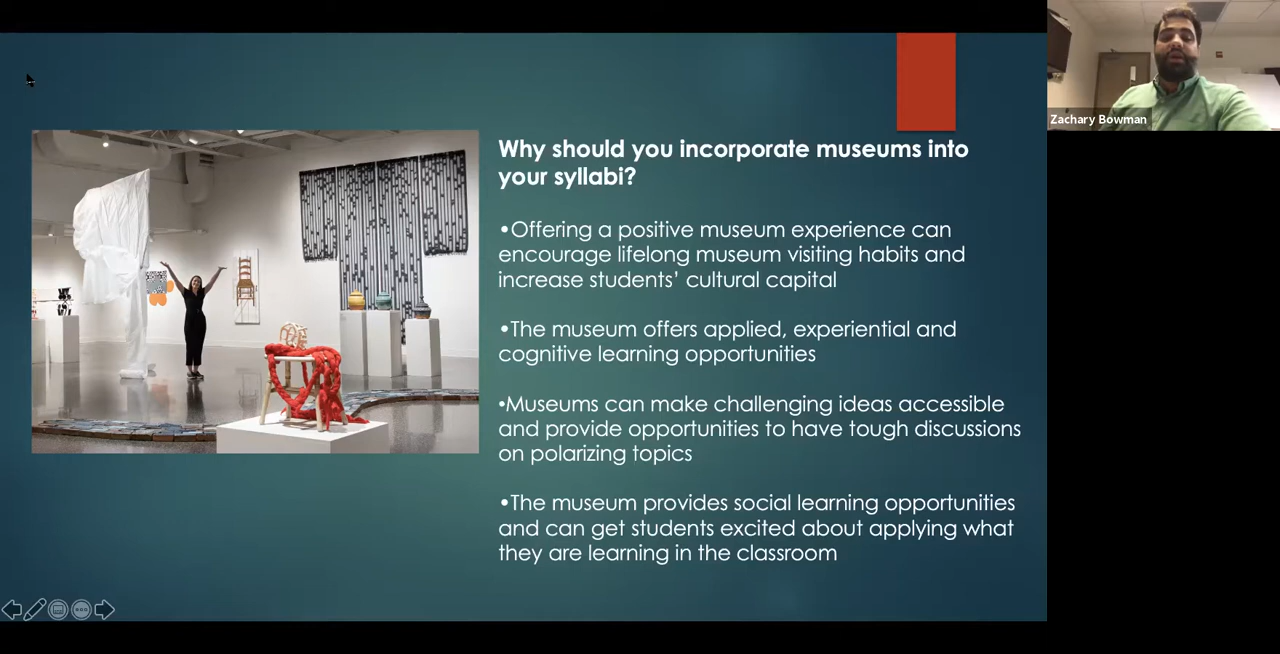 Why should you incorporate museums into
your syllabi?
•Offering a positive museum experience can
encourage lifelong museum visiting habits and
increase students’ cultural capital
•The museum offers applied, experiential and
cognitive learning opportunities
•Museums can make challenging ideas accessible
and provide opportunities to have tough discussions
on polarizing topics
•The museum provides social learning opportunities
and can get students excited about applying what
they are learning in the classroom
Zachary Bowman